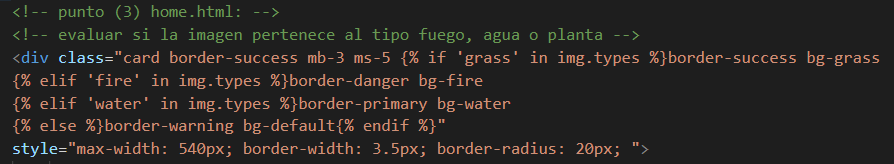 <!-- punto (3) home.html: -->
<!-- evaluar si la imagen pertenece al tipo fuego, agua o planta -->
<div class="card border-success mb-3 ms-5 {% if 'grass' in img.types %}border-success bg-grass
{% elif 'fire' in img.types %}border-danger bg-fire
{% elif 'water' in img.types %}border-primary bg-water
{% else %}border-warning bg-default{% endif %}"
style="max-width: 540px; border-width: 3.5px; border-radius: 20px; ">